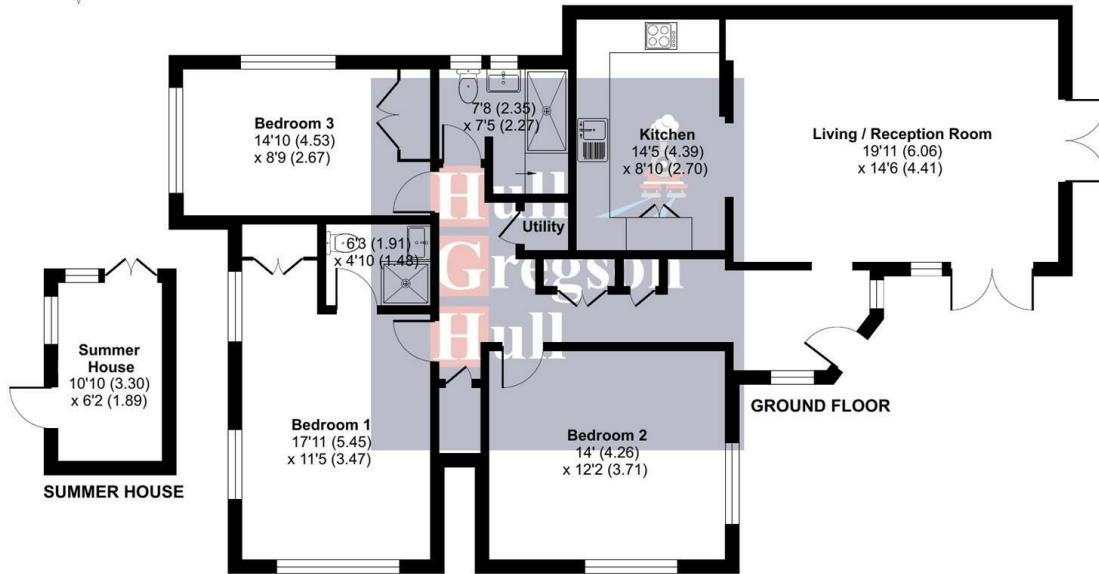 Bedroom 3
14'10 (4.53)
x 8'9 (2.67)
7'8 (2.35)
x 7'5 (2.27)
Kitchen
14'5 (4.39)
x 8'10 (2.70)
Living / Reception Room
19'11 (6.06)
x 14'6 (4.41)
Utility
6'3 (1.91)
x 4'10 (1.48)
Hull
Gregson
Hull
Summer
House
10'10 (3.30)
x 6'2 (1.89)
SUMMER HOUSE
Bedroom 1
17'11 (5.45)
x 11'5 (3.47)
Bedroom 2
14' (4.26)
x 12'2 (3.71)
GROUND FLOOR